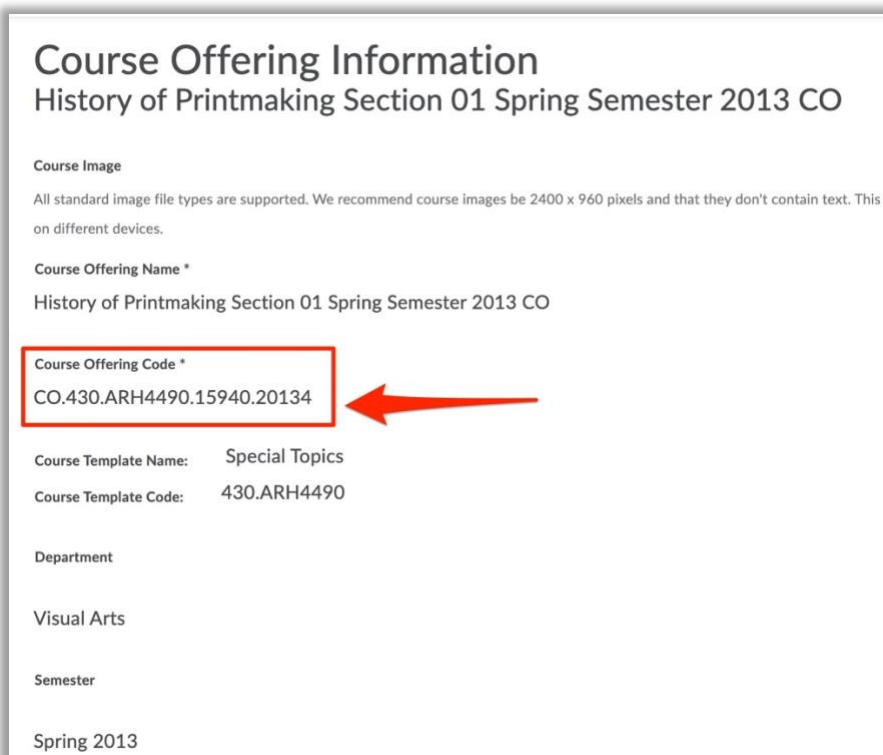 Course Offering Information
History of Printmaking Section 01 Spring Semester 2013 CO
Course Image
All standard image file types are supported. We recommend course images be 2400 x 960 pixels and that they don't contain text. This
on different devices.
Course Offering Name *
History of Printmaking Section 01 Spring Semester 2013 CO
Course Offering Code *
CO.430.ARH4490.15940.20134
Course Template Name: Special Topics
Course Template Code: 430.ARH4490
Department
Visual Arts
Semester
Spring 2013